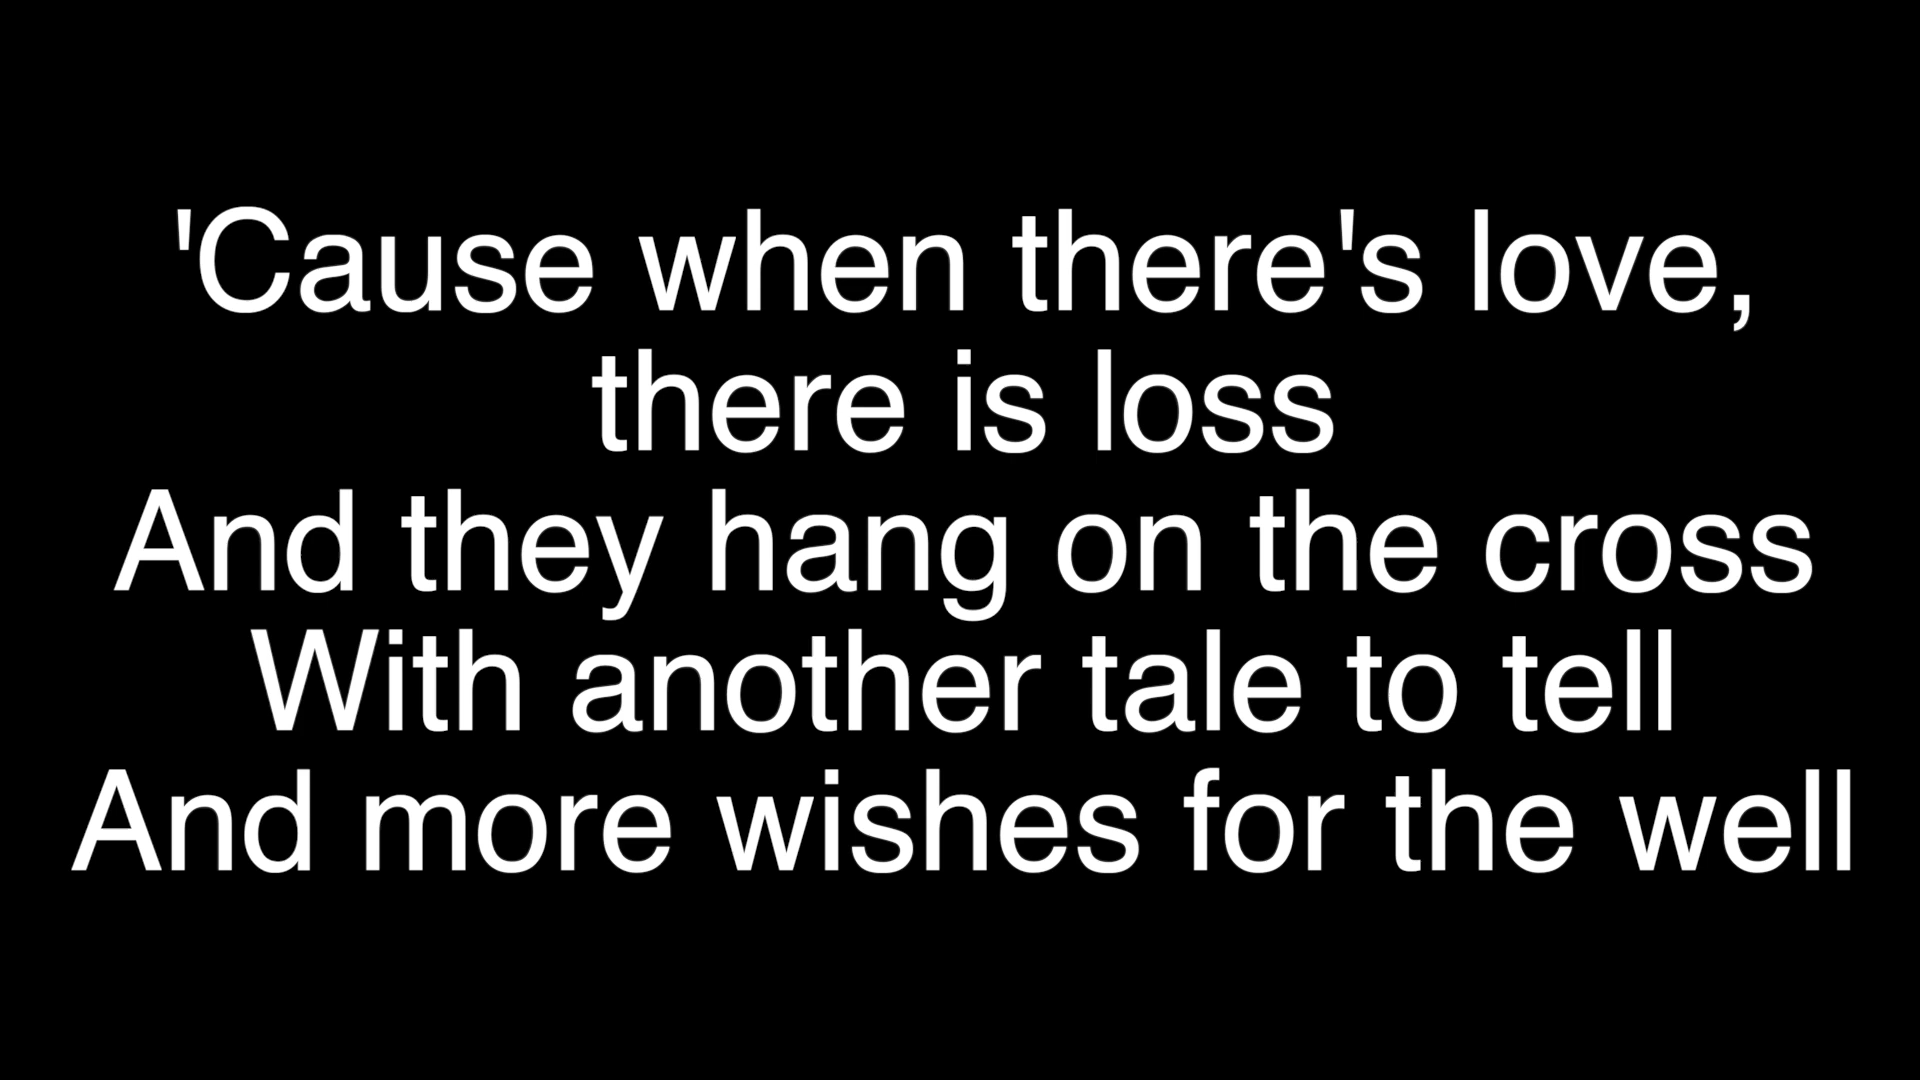 'Cause when there's love,
there is loss
And they hang on the cross
With another tale to tell
And more wishes for the well